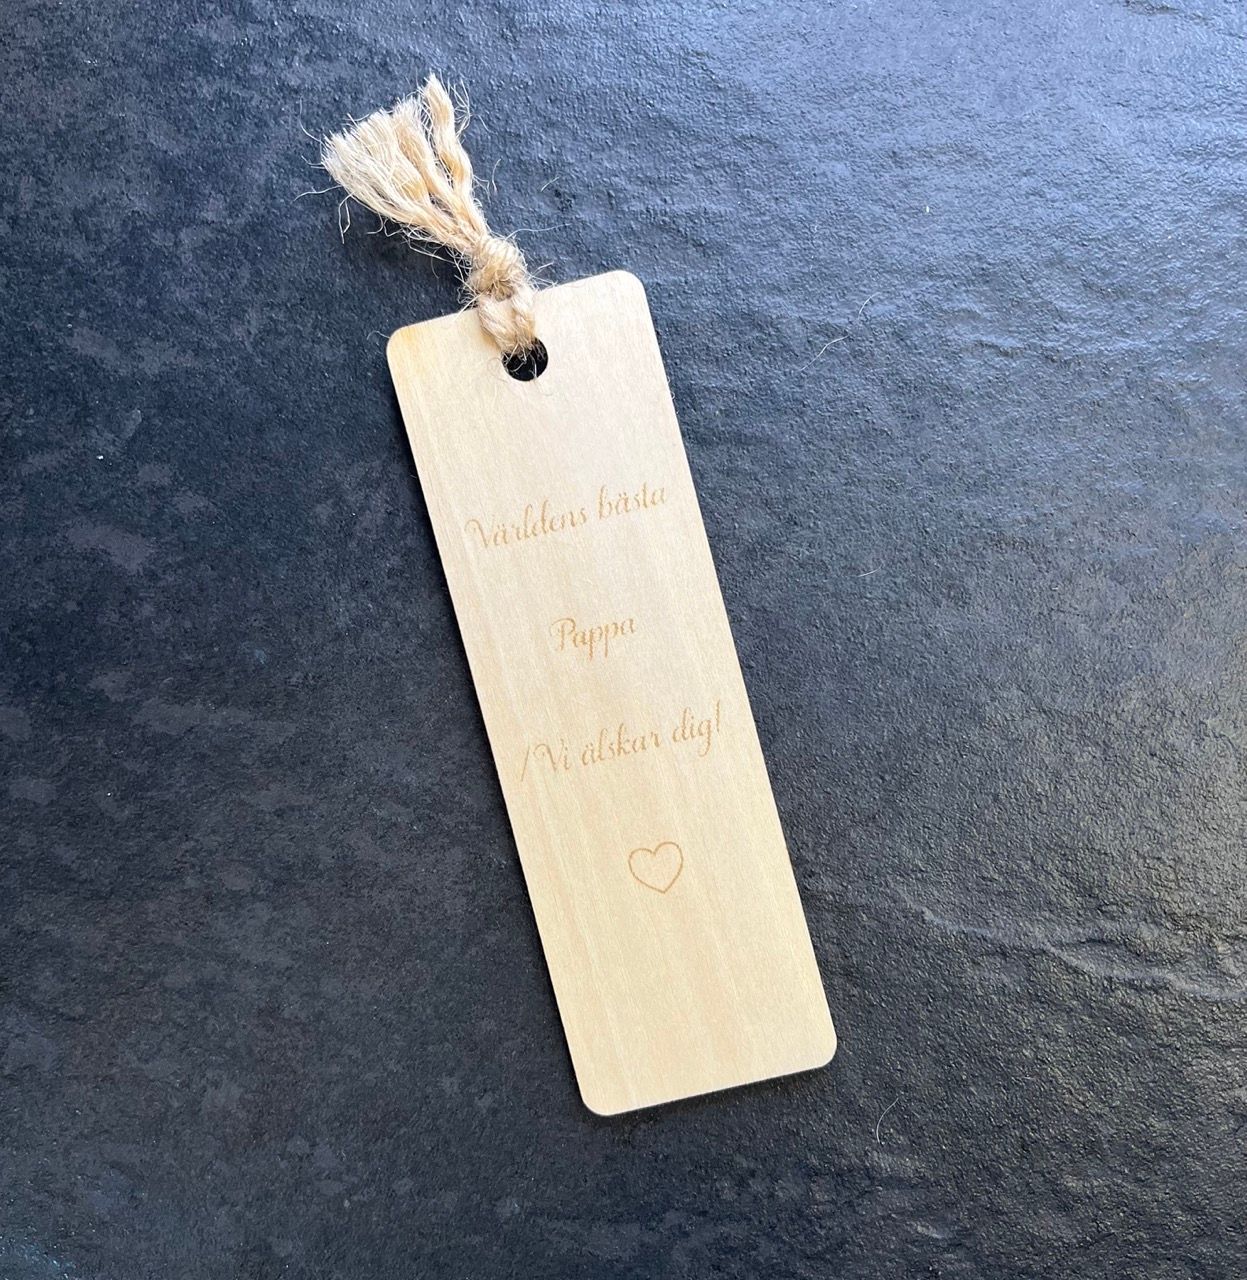 Världens bästa
Pappa
/Vi älskar dig!